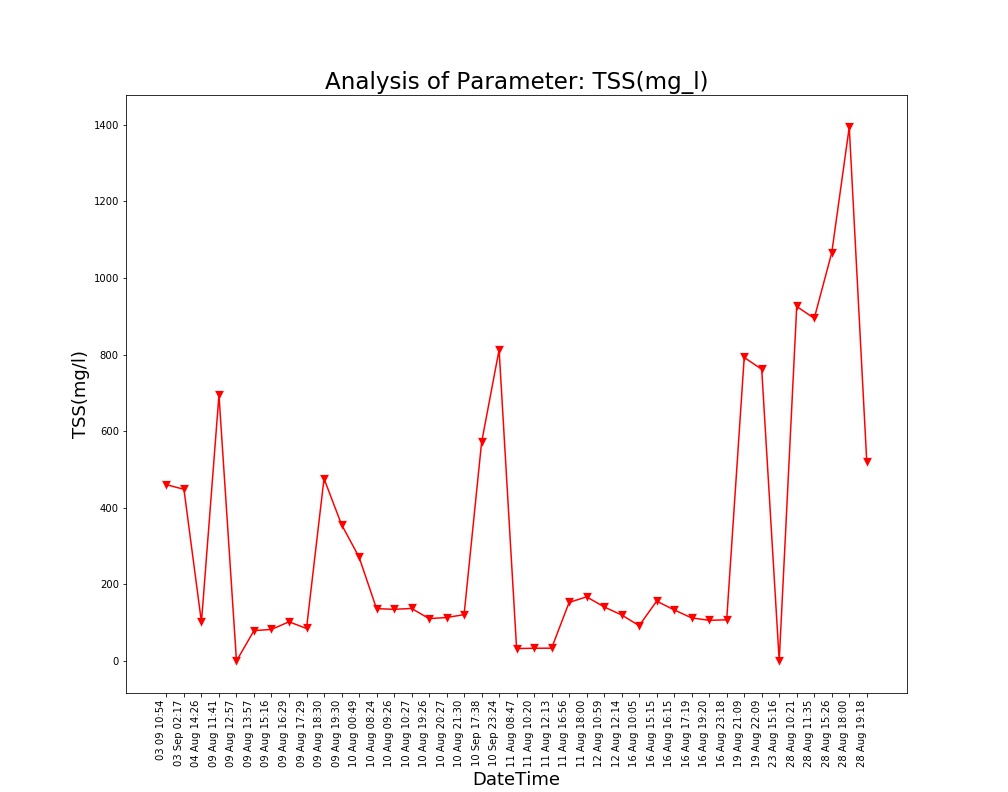 Analysis of Parameter: TSS(mg_l)
TSS(mg/l)
1400
1200
1000
800
600
400
200
0
03 09 10:54
03 Sep 02:17
04 Aug 14:26
09 Aug 11:41
09 Aug 12:57
09 Aug 13:57
09 Aug 15:16
09 Aug 16:29
09 Aug 17:29
09 Aug 18:30
09 Aug 19:30
10 Aug 00:49
10 Aug 08:24
10 Aug 09:26
10 Aug 10:27
10 Aug 19:26
10 Aug 20:27
10 Aug 21:30
10 Sep 17:38
10 Sep 23:24
11 Aug 08:47
11 Aug 10:20
11 Aug 12:13
11 Aug 16:56
11 Aug 18:00
12 Aug 10:59
12 Aug 12:14
16 Aug 10:05
16 Aug 15:15
16 Aug 16:15
16 Aug 17:19
16 Aug 19:20
16 Aug 23:18
19 Aug 21:09
19 Aug 22:09
23 Aug 15:16
28 Aug 10:21
28 Aug 11:35
28 Aug 15:26
28 Aug 18:00
28 Aug 19:18
DateTime